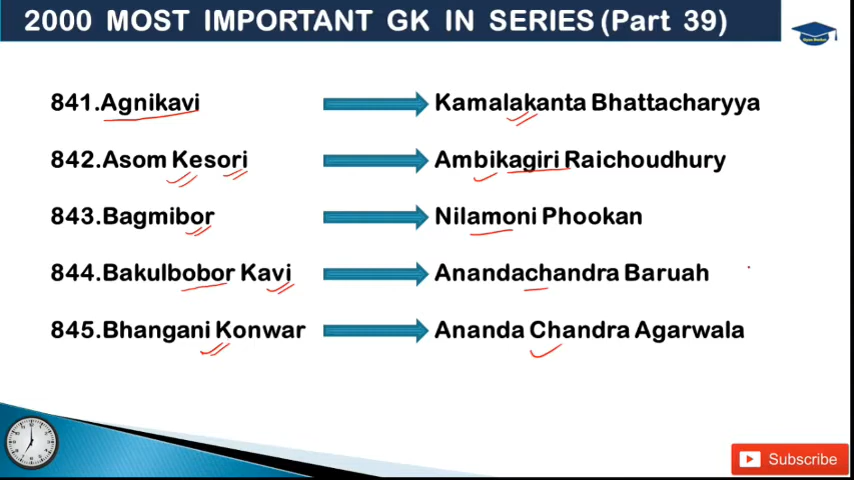 2000 MOST IMPORTANT GK IN SERIES (Part 39)
841.Agnikavi Kamalakanta Bhattacharyya
842.Asom Kesori Ambikagiri Raichoudhury
843.Bagmibor Nilamoni Phookan
844.Bakulbobor Kavi Anandachandra Baruah
845.Bhangani Konwar Ananda Chandra Agarwala
Subscribe